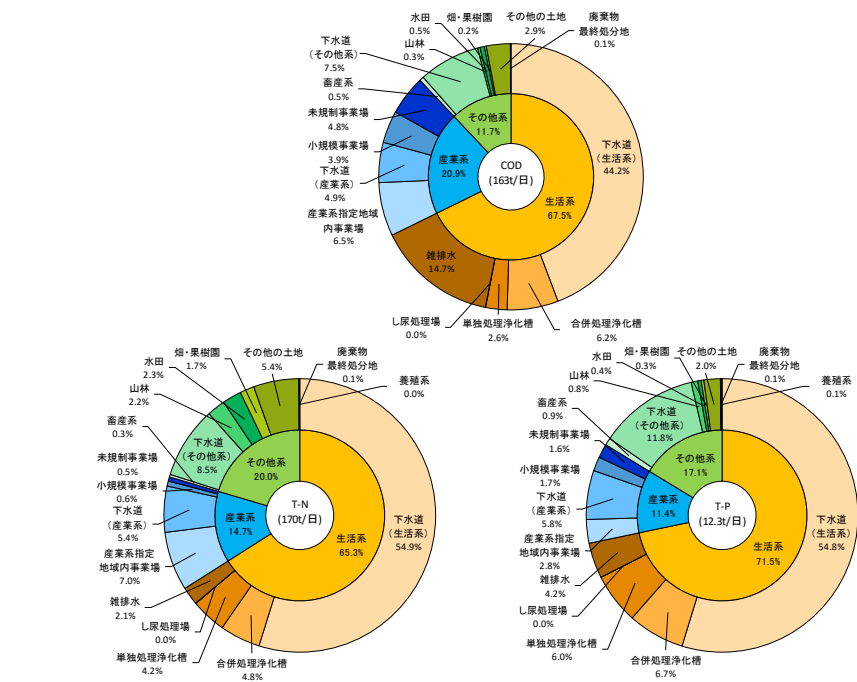 水田
0.5%
畑・果樹園
0.2%
その他の土地
2.9%
廃棄物
最終処分地
0.1%
下水道
(その他系)
7.5%
山林
0.3%
畜産系
0.5%
未規制事業場
4.8%
小規模事業場
3.9%
下水道
(産業系)
4.9%
産業系指定地域
内事業場
6.5%
その他系
11.7%
産業系
20.9%
COD
(163t/日)
生活系
67.5%
下水道
(生活系)
44.2%
雑排水
14.7%
し尿処理場
0.0%
単独処理浄化槽
2.6%
合併処理浄化槽
6.2%
水田
2.3%
畑・果樹園
1.7%
その他の土地
5.4%
廃棄物
最終処分地
0.1%
養殖系
0.0%
山林
2.2%
畜産系
0.3%
下水道
(その他系)
8.5%
未規制事業場
0.5%
小規模事業場
0.6%
下水道
(産業系)
5.4%
産業系指定
地域内事業場
7.0%
雑排水
2.1%
し尿処理場
0.0%
単独処理浄化槽
4.2%
合併処理浄化槽
4.8%
その他系
20.0%
産業系
14.7%
T-N
(170t/日)
生活系
65.3%
下水道
(生活系)
54.9%
水田
0.4%
畑・果樹園
0.3%
その他の土地
2.0%
廃棄物
最終処分地
0.1%
養殖系
0.1%
山林
0.8%
畜産系
0.9%
下水道
(その他系)
11.8%
未規制事業場
1.6%
小規模事業場
1.7%
下水道
(産業系)
5.8%
産業系指定
地域内事業場
2.8%
雑排水
4.2%
し尿処理場
0.0%
単独処理浄化槽
6.0%
合併処理浄化槽
6.7%
その他系
17.1%
産業系
11.4%
T-P
(12.3t/日)
生活系
71.5%
下水道
(生活系)
54.8%